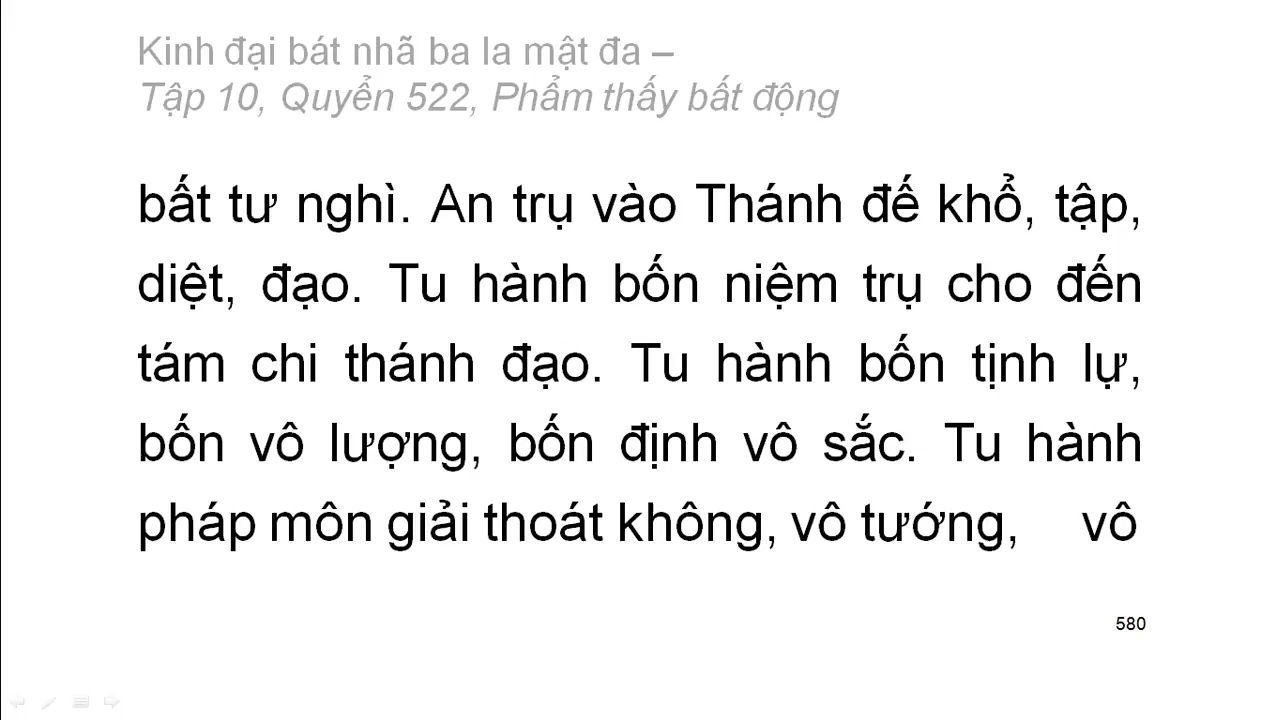 Kinh đại bát nhã ba la mật đa –
Tập 10, Quyển 522, Phẩm thấy bất động
bất tư nghì. An trụ vào Thánh đế khổ, tập,
diệt, đạo. Tu hành bốn niệm trụ cho đến
tám chi thánh đạo. Tu hành bốn tịnh lự,
bốn vô lượng, bốn định vô sắc. Tu hành
pháp môn giải thoát không, vô tướng, vô
580